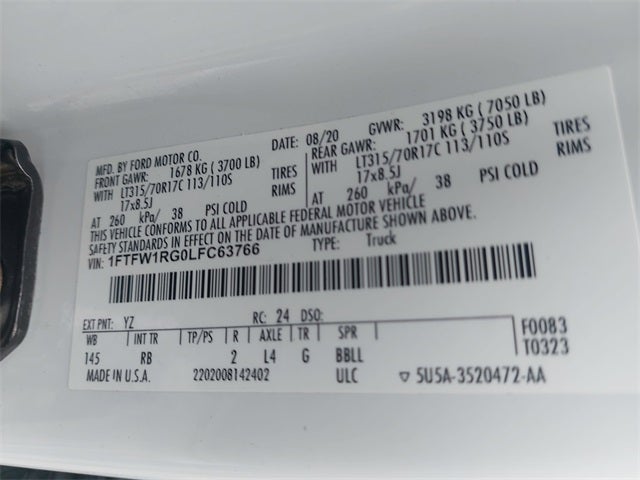 MFD. BY FORD MOTOR CO.
DATE: 08/20 GVWR: 3198 KG ( 7050 LB)
FRONT GAWR: 1678 KG ( 3700 LB) REAR GAWR: 1701 KG ( 3750 LB)
WITH LT315/70R17C 113/110S TIRES LT315/70R17C 113/110S TIRES
17x8.5J RIMS 17x8.5J RIMS
AT 260 kPa/ 38 PSI COLD AT 260 kPa/ 38 PSI COLD
THIS VEHICLE CONFORMS TO ALL APPLICABLE FEDERAL MOTOR VEHICLE
SAFETY STANDARDS IN EFFECT ON THE DATE OF MANUFACTURE SHOWN ABOVE.
VIN: 1FTFW1RG0LFC63766 TYPE: Truck
EXT PNT: YZ RC: 24 DSO:
WB INT TR TP/PS R AXLE TR SPR F0083
145 RB 2 L4 G BBLL T0323
MADE IN U.S.A. 2202008142402 ULC ▽ 5U5A-3520472-AA